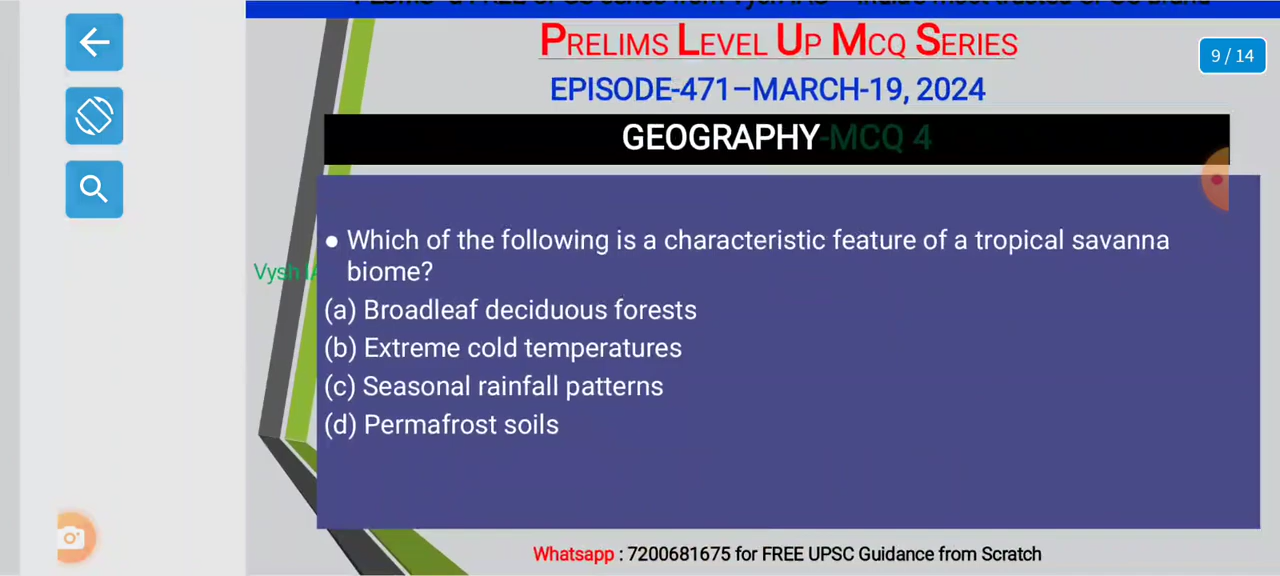 9 / 14
PRELIMS LEVEL UP MCQ SERIES
EPISODE-471–MARCH-19, 2024
GEOGRAPHY-MCQ 4
Vysh
● Which of the following is a characteristic feature of a tropical savanna
biome?
(a) Broadleaf deciduous forests
(b) Extreme cold temperatures
(c) Seasonal rainfall patterns
(d) Permafrost soils
Whatsapp : 7200681675 for FREE UPSC Guidance from Scratch